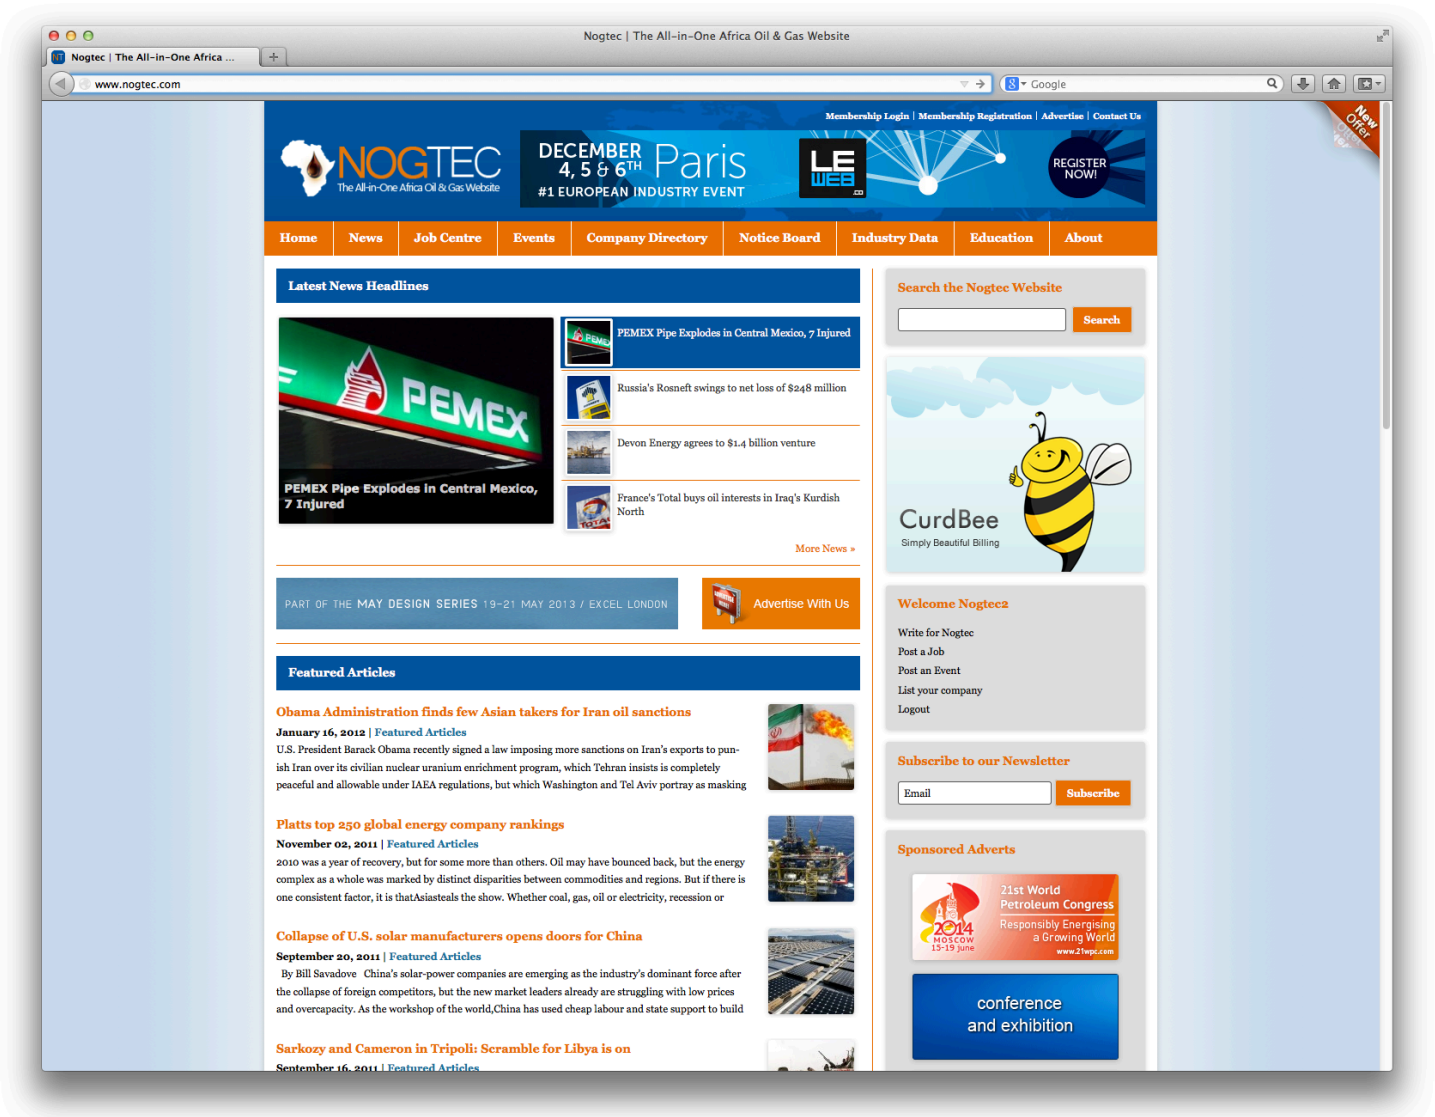 Nogtec | The All-in-One Africa Oil & Gas Website
NT Nogtec | The All-in-One Africa ...
www.nogtec.com
Google
Membership Login | Membership Registration | Advertise | Contact Us
New
Offer
NOGTEC
The All-in-One Africa Oil & Gas Website
DECEMBER
4, 5 & 6TH
Paris
#1 EUROPEAN INDUSTRY EVENT
LE
WEB
.co
REGISTER
NOW!
Home
News
Job Centre
Events
Company Directory
Notice Board
Industry Data
Education
About
Latest News Headlines
PEMEX
PEMEX Pipe Explodes in Central Mexico,
7 Injured
PEMEX
PEMEX Pipe Explodes in Central Mexico, 7 Injured
Russia's Rosneft swings to net loss of $248 million
Devon Energy agrees to $1.4 billion venture
TOTAL
France's Total buys oil interests in Iraq's Kurdish
North
More News »
PART OF THE MAY DESIGN SERIES 19-21 MAY 2013 / EXCEL LONDON
Advertise With Us
Featured Articles
Obama Administration finds few Asian takers for Iran oil sanctions
January 16, 2012 | Featured Articles
U.S. President Barack Obama recently signed a law imposing more sanctions on Iran's exports to pun-
ish Iran over its civilian nuclear uranium enrichment program, which Tehran insists is completely
peaceful and allowable under IAEA regulations, but which Washington and Tel Aviv portray as masking
Platts top 250 global energy company rankings
November 02, 2011 | Featured Articles
2010 was a year of recovery, but for some more than others. Oil may have bounced back, but the energy
complex as a whole was marked by distinct disparities between commodities and regions. But if there is
one consistent factor, it is thatAsiasteals the show. Whether coal, gas, oil or electricity, recession or
Collapse of U.S. solar manufacturers opens doors for China
September 20, 2011 | Featured Articles
By Bill Savadove China's solar-power companies are emerging as the industry's dominant force after
the collapse of foreign competitors, but the new market leaders already are struggling with low prices
and overcapacity. As the workshop of the world,China has used cheap labour and state support to build
Sarkozy and Cameron in Tripoli: Scramble for Libya is on
September 16, 2011 | Featured Articles
Search the Nogtec Website
Search
CurdBee
Simply Beautiful Billing
Welcome Nogtec2
Write for Nogtec
Post a Job
Post an Event
List your company
Logout
Subscribe to our Newsletter
Email
Subscribe
Sponsored Adverts
2014
MOSCOW
15-19 june
21st World
Petroleum Congress
Responsibly Energising
a Growing World
www.21wpc.com
conference
and exhibition